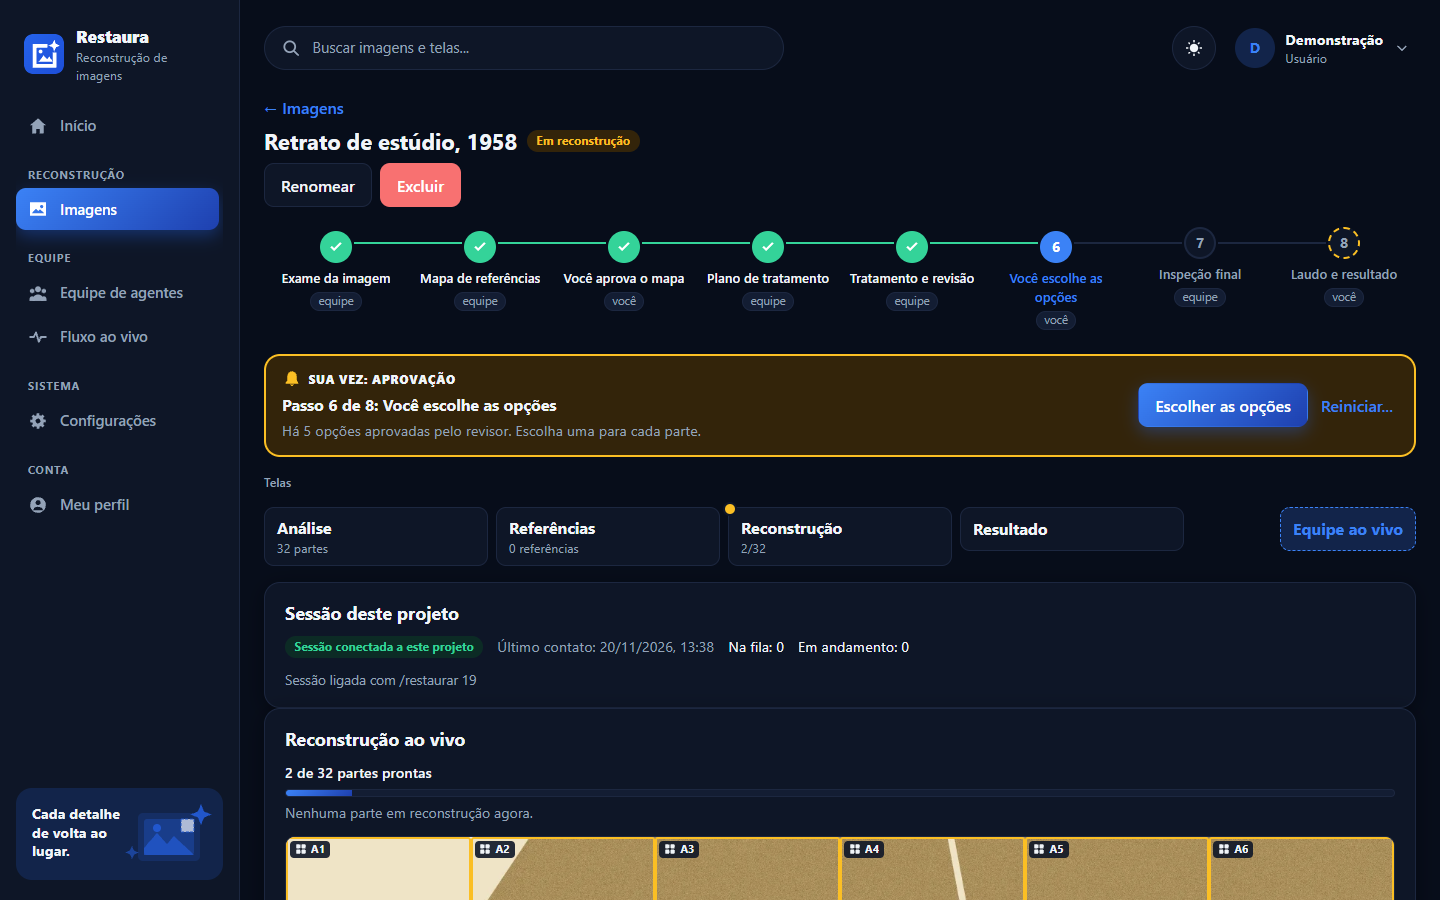 Restaura
Reconstrução de
imagens
Buscar imagens e telas...
D
Demonstração
Usuário
Início
RECONSTRUÇÃO
Imagens
EQUIPE
Equipe de agentes
Fluxo ao vivo
SISTEMA
Configurações
CONTA
Meu perfil
Cada detalhe
de volta ao
lugar.
← Imagens
Retrato de estúdio, 1958
Em reconstrução
Renomear
Excluir
Exame da imagem
equipe
Mapa de referências
equipe
Você aprova o mapa
você
Plano de tratamento
equipe
Tratamento e revisão
equipe
6
Você escolhe as
opções
você
7
Inspeção final
equipe
8
Laudo e resultado
você
SUA VEZ: APROVAÇÃO
Passo 6 de 8: Você escolhe as opções
Há 5 opções aprovadas pelo revisor. Escolha uma para cada parte.
Escolher as opções
Reiniciar...
Telas
Análise
32 partes
Referências
0 referências
Reconstrução
2/32
Resultado
Equipe ao vivo
Sessão deste projeto
Sessão conectada a este projeto
Último contato: 20/11/2026, 13:38
Na fila: 0
Em andamento: 0
Sessão ligada com /restaurar 19
Reconstrução ao vivo
2 de 32 partes prontas
Nenhuma parte em reconstrução agora.
A1
A2
A3
A4
A5
A6